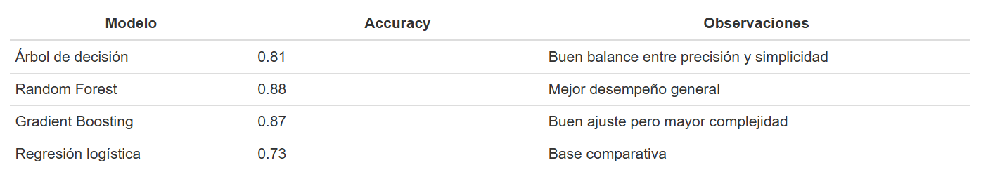 Modelo Accuracy Observaciones
Árbol de decisión 0.81 Buen balance entre precisión y simplicidad
Random Forest 0.88 Mejor desempeño general
Gradient Boosting 0.87 Buen ajuste pero mayor complejidad
Regresión logística 0.73 Base comparativa